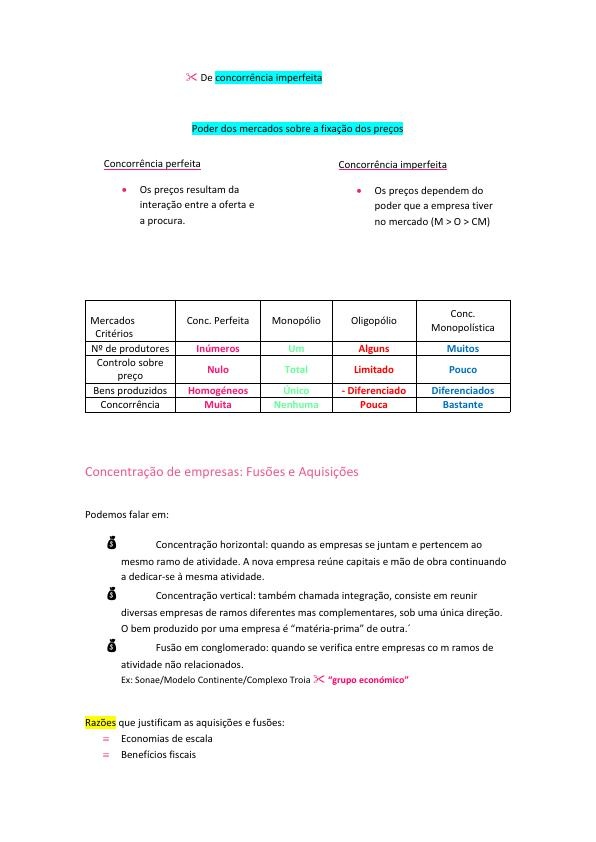 De concorrência imperfeita
Poder dos mercados sobre a fixação dos preços
Concorrência perfeita
Os preços resultam da
interação entre a oferta e
a procura.
Concorrência imperfeita
Os preços dependem do
poder que a empresa tiver
no mercado (M > O > CM)
Mercados
Critérios
Conc. Perfeita
Monopólio
Oligopólio
Conc.
Monopolística
Nº de produtores Inúmeros Um Alguns Muitos
Controlo sobre
preço
Nulo Total Limitado Pouco
Bens produzidos Homogéneos Único - Diferenciado Diferenciados
Concorrência Muita Nenhuma Pouca Bastante
Concentração de empresas: Fusões e Aquisições
Podemos falar em:
Concentração horizontal: quando as empresas se juntam e pertencem ao
mesmo ramo de atividade. A nova empresa reúne capitais e mão de obra continuando
a dedicar-se à mesma atividade.
Concentração vertical: também chamada integração, consiste em reunir
diversas empresas de ramos diferentes mas complementares, sob uma única direção.
O bem produzido por uma empresa é “matéria-prima” de outra.´
Fusão em conglomerado: quando se verifica entre empresas co m ramos de
atividade não relacionados.
Ex: Sonae/Modelo Continente/Complexo Troia “grupo económico”
Razões que justificam as aquisições e fusões:
= Economias de escala
= Benefícios fiscais